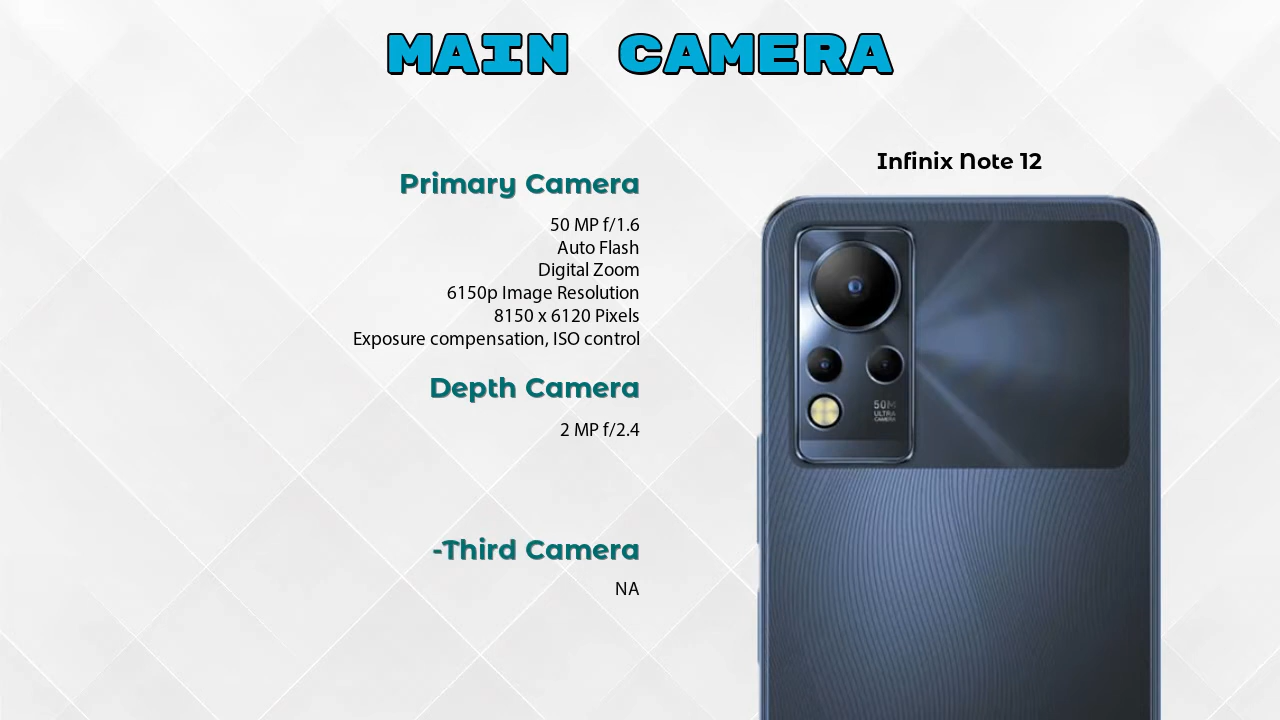 MAIN CAMERA
Infinix Note 12
Primary Camera
50 MP f/1.6
Auto Flash
Digital Zoom
6150p Image Resolution
8150 x 6120 Pixels
Exposure compensation, ISO control
Depth Camera
2 MP f/2.4
-Third Camera
NA
50M
ULTRA
CAMERA